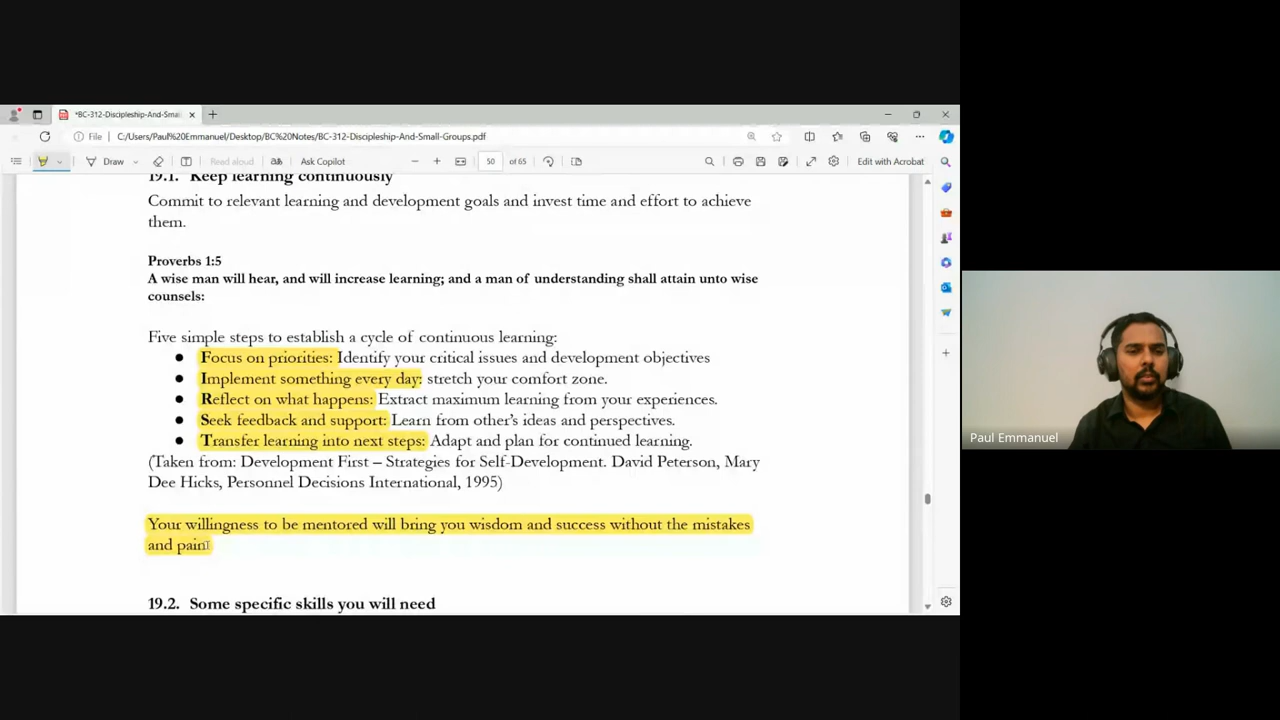 *BC-312-Discipleship-And-Smal
File
C:/Users/Paul%20Emmanuel/Desktop/BC%20Notes/BC-312-Discipleship-And-Small-Groups.pdf
Draw
Read aloud
Ask Copilot
50
of 65
Edit with Acrobat
19.1. Keep learning continuously
Commit to relevant learning and development goals and invest time and effort to achieve
them.
Proverbs 1:5
A wise man will hear, and will increase learning; and a man of understanding shall attain unto wise
counsels:
Five simple steps to establish a cycle of continuous learning:
● Focus on priorities: Identify your critical issues and development objectives
● Implement something every day: stretch your comfort zone.
● Reflect on what happens: Extract maximum learning from your experiences.
● Seek feedback and support: Learn from other’s ideas and perspectives.
● Transfer learning into next steps: Adapt and plan for continued learning.
(Taken from: Development First – Strategies for Self-Development. David Peterson, Mary
Dee Hicks, Personnel Decisions International, 1995)
Your willingness to be mentored will bring you wisdom and success without the mistakes
and pain
19.2. Some specific skills you will need
Paul Emmanuel